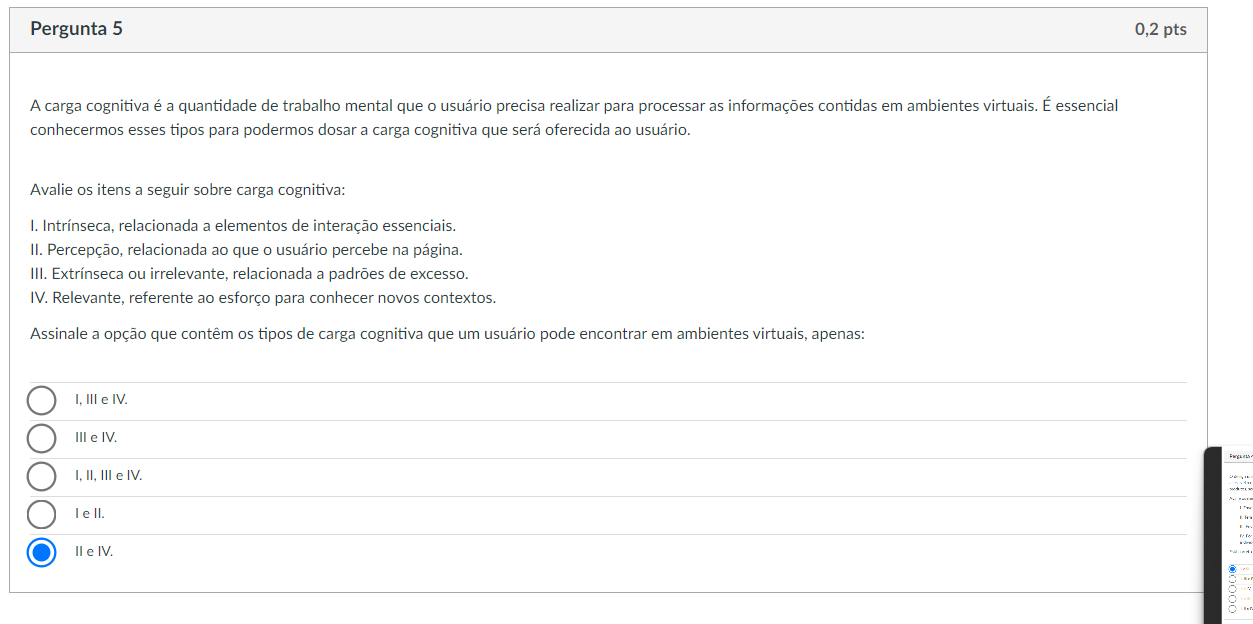 Pergunta 5
0,2 pts
A carga cognitiva é a quantidade de trabalho mental que o usuário precisa realizar para processar as informações contidas em ambientes virtuais. É essencial
conhecermos esses tipos para podermos dosar a carga cognitiva que será oferecida ao usuário.
Avalie os itens a seguir sobre carga cognitiva:
I. Intrínseca, relacionada a elementos de interação essenciais.
II. Percepção, relacionada ao que o usuário percebe na página.
III. Extrínseca ou irrelevante, relacionada a padrões de excesso.
IV. Relevante, referente ao esforço para conhecer novos contextos.
Assinale a opção que contêm os tipos de carga cognitiva que um usuário pode encontrar em ambientes virtuais, apenas:
I, III e IV.
III e IV.
I, II, III e IV.
I e II.
II e IV.
Pergunta